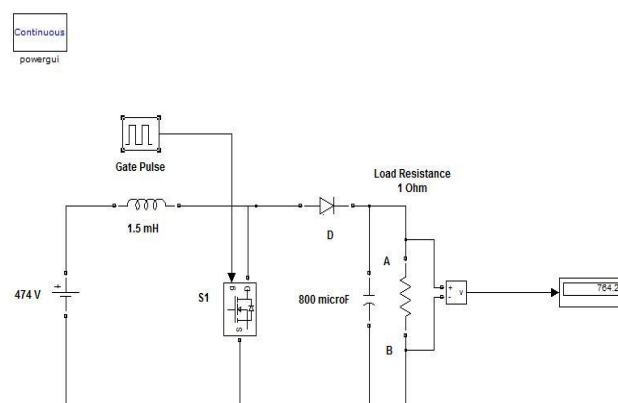 Continuous
powergui
Gate Pulse
Load Resistance
1 Ohm
1.5 mH
D
A
474 V
S1
g
D
S
800 microF
+
-
v
764.2
B